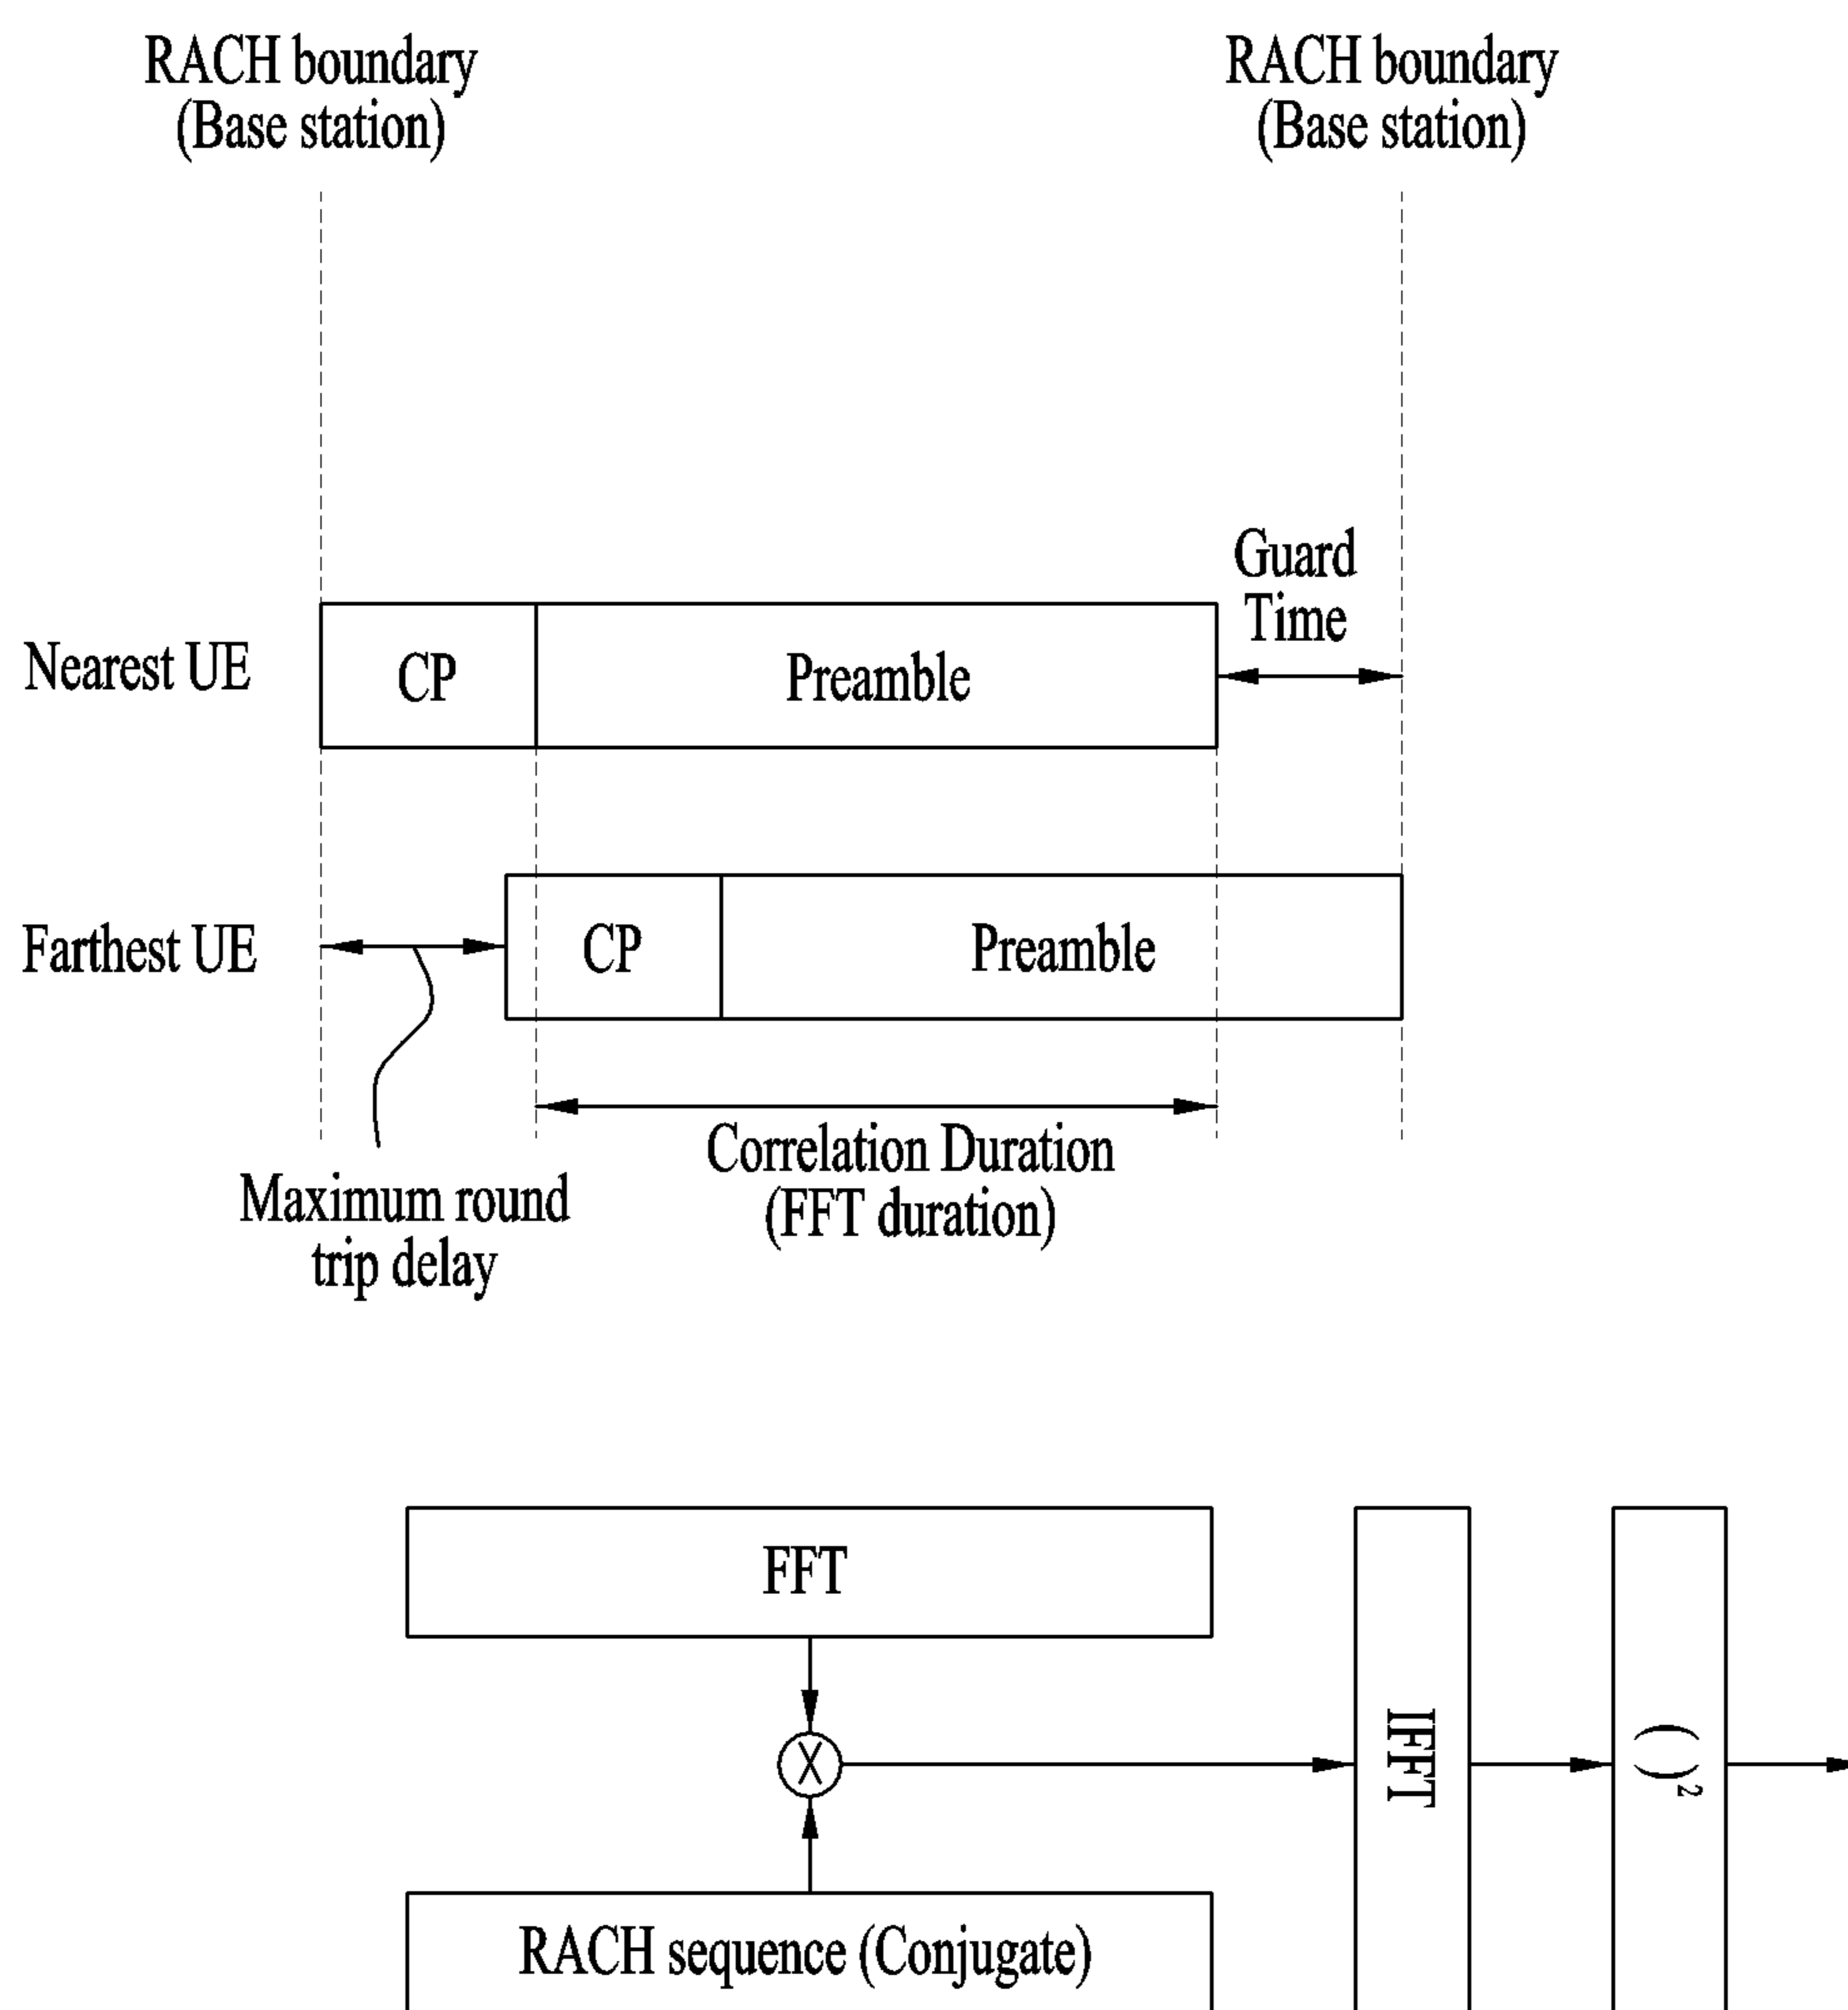 RACH boundary
(Base station)
RACH boundary
(Base station)
Guard
Time
Nearest UE
CP
Preamble
Farthest UE
CP
Preamble
Correlation Duration
(FFT duration)
Maximum round
trip delay
FFT
X
IFFT
( )²
RACH sequence (Conjugate)